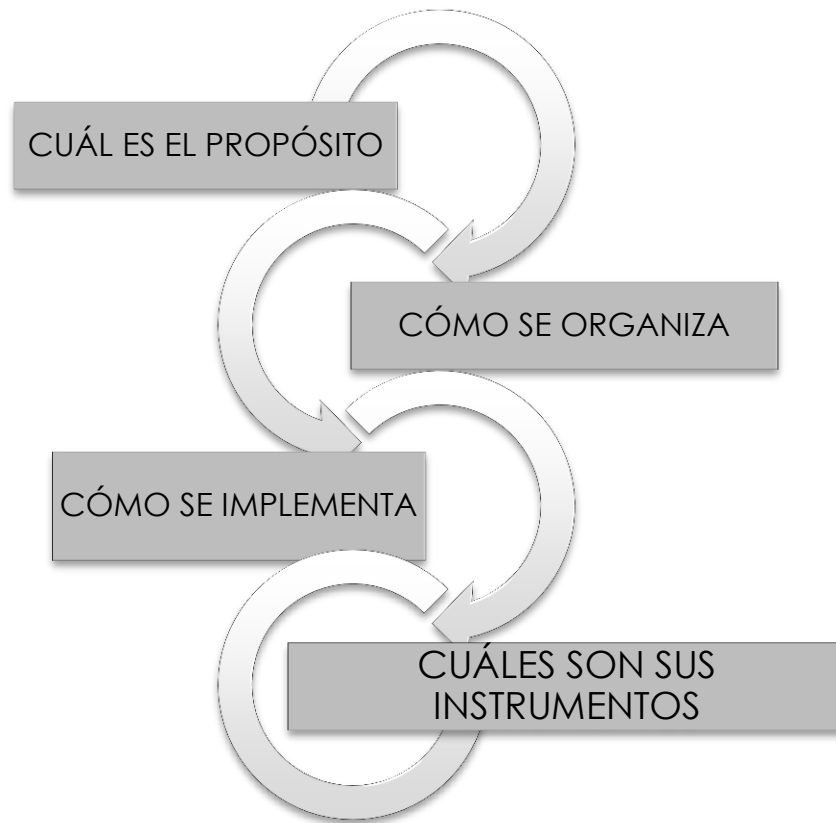 CUÁL ES EL PROPÓSITO
CÓMO SE ORGANIZA
CÓMO SE IMPLEMENTA
CUÁLES SON SUS
INSTRUMENTOS